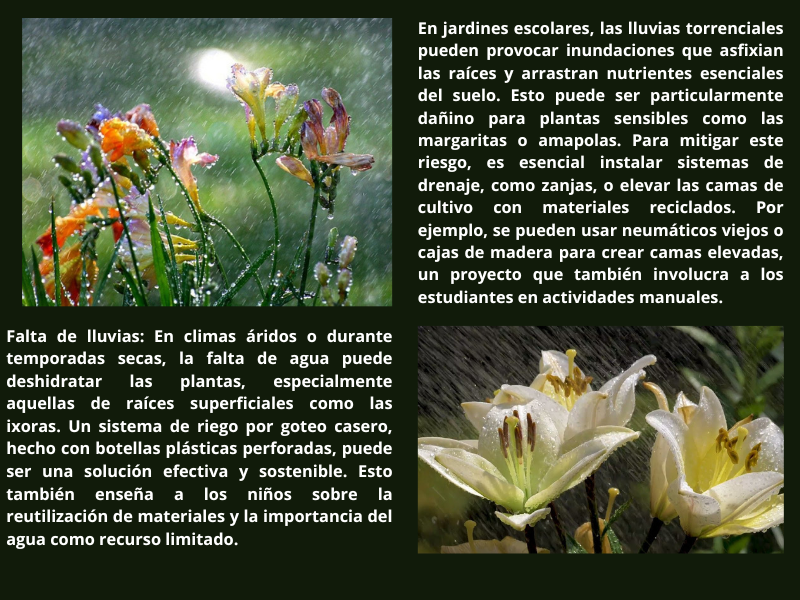 En jardines escolares, las lluvias torrenciales
pueden provocar inundaciones que asfixian
las raíces y arrastran nutrientes esenciales
del suelo. Esto puede ser particularmente
dañino para plantas sensibles como las
margaritas o amapolas. Para mitigar este
riesgo, es esencial instalar sistemas de
drenaje, como zanjas, o elevar las camas de
cultivo con materiales reciclados. Por
ejemplo, se pueden usar neumáticos viejos o
cajas de madera para crear camas elevadas,
un proyecto que también involucra a los
estudiantes en actividades manuales.
Falta de lluvias: En climas áridos o durante
temporadas secas, la falta de agua puede
deshidratar las plantas, especialmente
aquellas de raíces superficiales como las
ixoras. Un sistema de riego por goteo casero,
hecho con botellas plásticas perforadas, puede
ser una solución efectiva y sostenible. Esto
también enseña a los niños sobre la
reutilización de materiales y la importancia del
agua como recurso limitado.